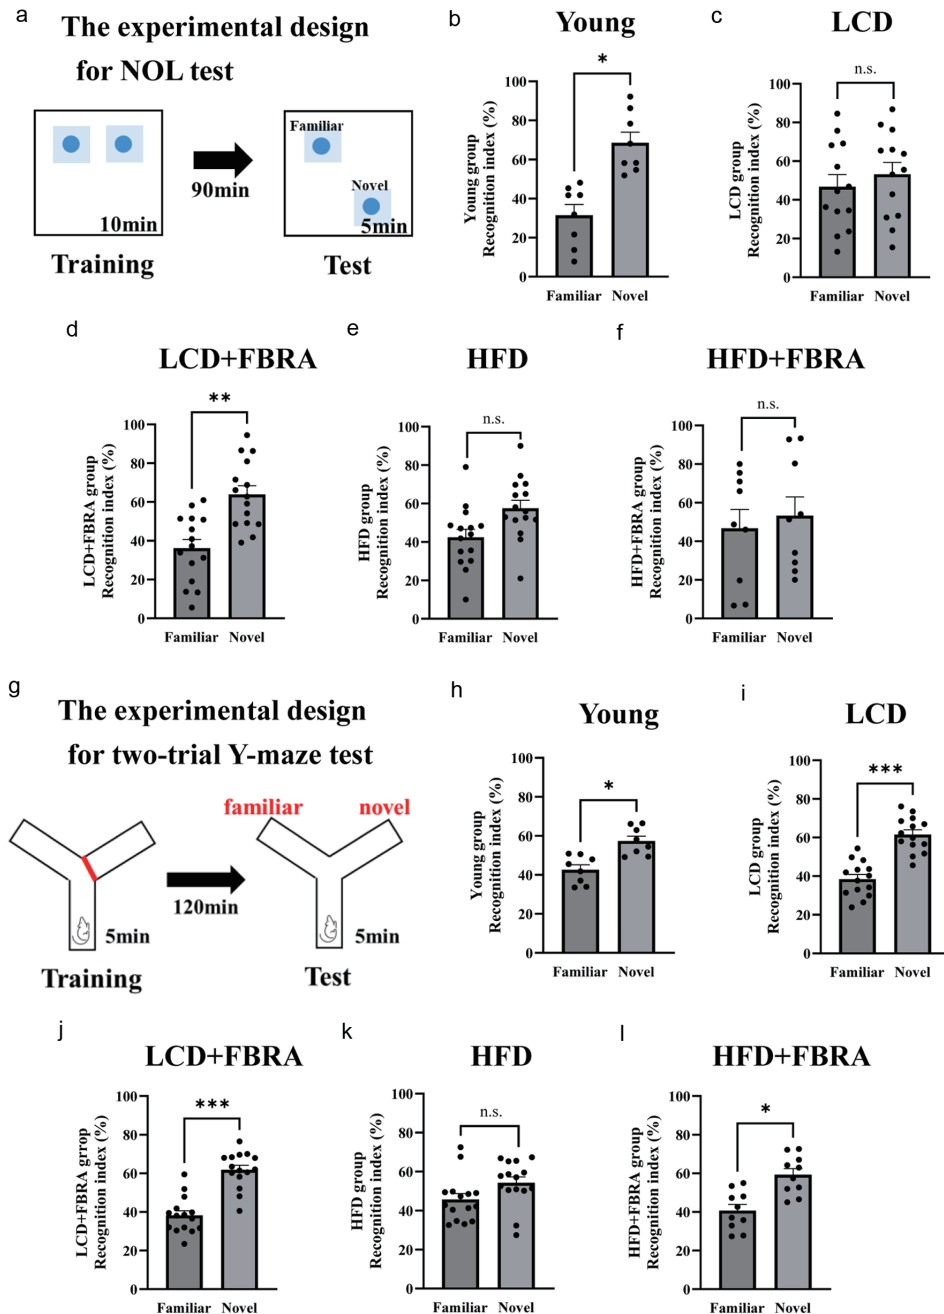 a
The experimental design
for NOL test
Familiar
Novel
90min
10min
5min
Training
Test
b
Young
*
Young group
Recognition index (%)
100
80
60
40
20
0
Familiar Novel
c
LCD
n.s.
LCD group
Recognition index (%)
100
80
60
40
20
0
Familiar Novel
d
LCD+FBRA
**
LCD+FBRA group
Recognition index (%)
100
80
60
40
20
0
Familiar Novel
e
HFD
n.s.
HFD group
Recognition index (%)
100
80
60
40
20
0
Familiar Novel
f
HFD+FBRA
n.s.
HFD+FBRA group
Recognition index (%)
100
80
60
40
20
0
Familiar Novel
g
The experimental design
for two-trial Y-maze test
familiar novel
120min
5min
5min
Training
Test
h
Young
*
Young group
Recognition index (%)
100
80
60
40
20
0
Familiar Novel
i
LCD
***
LCD group
Recognition index (%)
100
80
60
40
20
0
Familiar Novel
j
LCD+FBRA
***
LCD+FBRA grrop
Recognition index (%)
100
80
60
40
20
0
Familiar Novel
k
HFD
n.s.
HFD group
Recognition index (%)
100
80
60
40
20
0
Familiar Novel
l
HFD+FBRA
*
HFD+FBRA group
Recognition index (%)
100
80
60
40
20
0
Familiar Novel